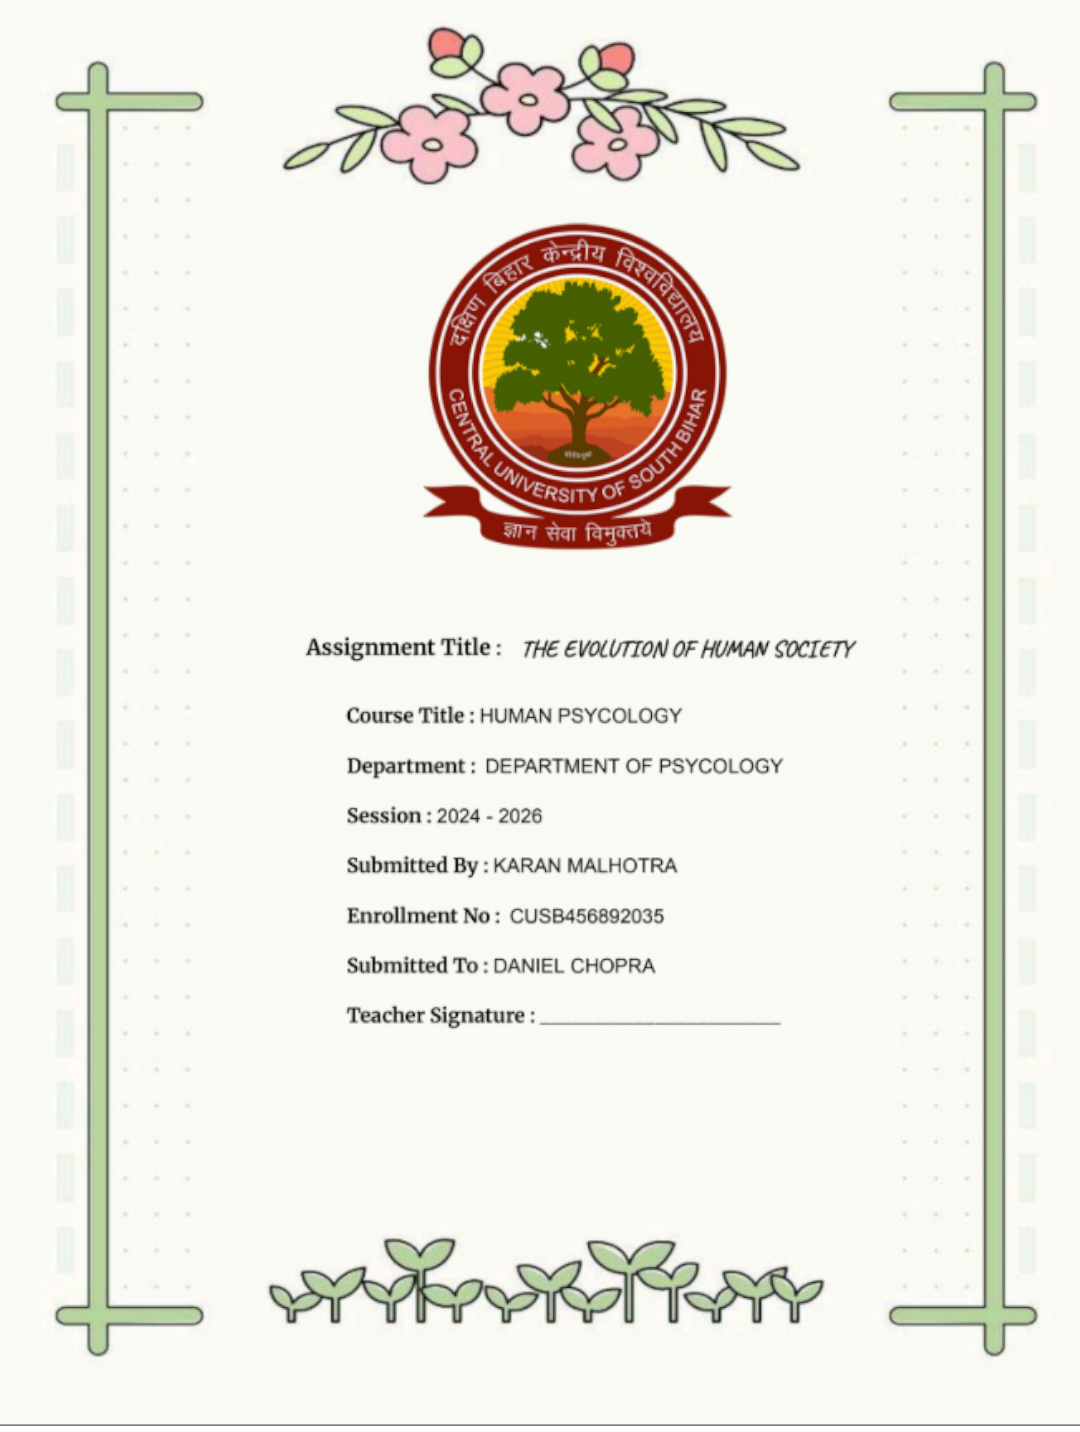 दक्षिण बिहार केन्द्रीय विश्वविद्यालय
CENTRAL UNIVERSITY OF SOUTH BIHAR
ज्ञान सेवा विमुक्तये
Assignment Title : THE EVOLUTION OF HUMAN SOCIETY
Course Title : HUMAN PSYCOLOGY
Department : DEPARTMENT OF PSYCOLOGY
Session : 2024 - 2026
Submitted By : KARAN MALHOTRA
Enrollment No : CUSB456892035
Submitted To : DANIEL CHOPRA
Teacher Signature : ______________________